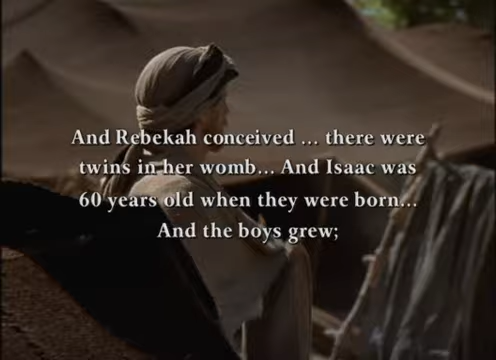 And Rebekah conceived ... there were
twins in her womb... And Isaac was
60 years old when they were born...
And the boys grew;